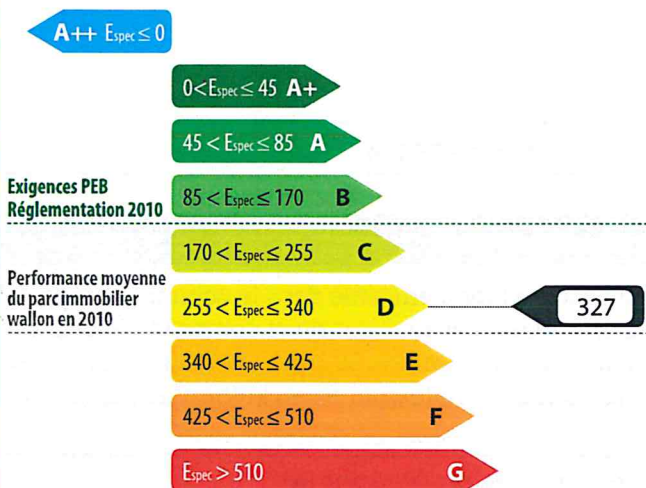 A++ Espec ≤ 0
0 < Espec ≤ 45 A+
45 < Espec ≤ 85 A
Exigences PEB
Réglementation 2010
85 < Espec ≤ 170 B
170 < Espec ≤ 255 C
Performance moyenne
du parc immobilier
wallon en 2010
255 < Espec ≤ 340 D
327
340 < Espec ≤ 425 E
425 < Espec ≤ 510 F
Espec > 510 G